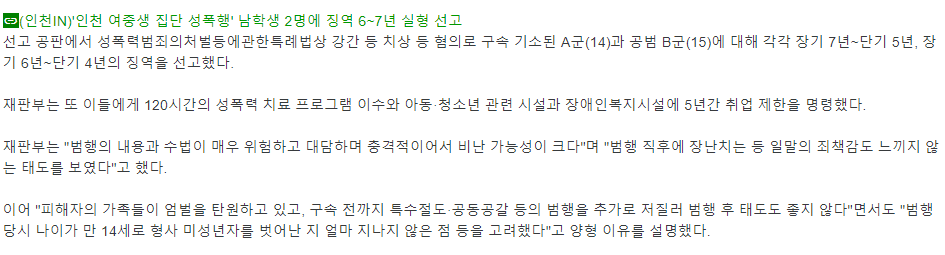 (인천IN)'인천 여중생 집단 성폭행' 남학생 2명에 징역 6~7년 실형 선고
선고 공판에서 성폭력범죄의처벌등에관한특례법상 강간 등 치상 등 혐의로 구속 기소된 A군(14)과 공범 B군(15)에 대해 각각 장기 7년~단기 5년, 장
기 6년~단기 4년의 징역을 선고했다.
재판부는 또 이들에게 120시간의 성폭력 치료 프로그램 이수와 아동·청소년 관련 시설과 장애인복지시설에 5년간 취업 제한을 명령했다.
재판부는 "범행의 내용과 수법이 매우 위험하고 대담하며 충격적이어서 비난 가능성이 크다"며 "범행 직후에 장난치는 등 일말의 죄책감도 느끼지 않
는 태도를 보였다"고 했다.
이어 "피해자의 가족들이 엄벌을 탄원하고 있고, 구속 전까지 특수절도·공동공갈 등의 범행을 추가로 저질러 범행 후 태도도 좋지 않다"면서도 "범행
당시 나이가 만 14세로 형사 미성년자를 벗어난 지 얼마 지나지 않은 점 등을 고려했다"고 양형 이유를 설명했다.